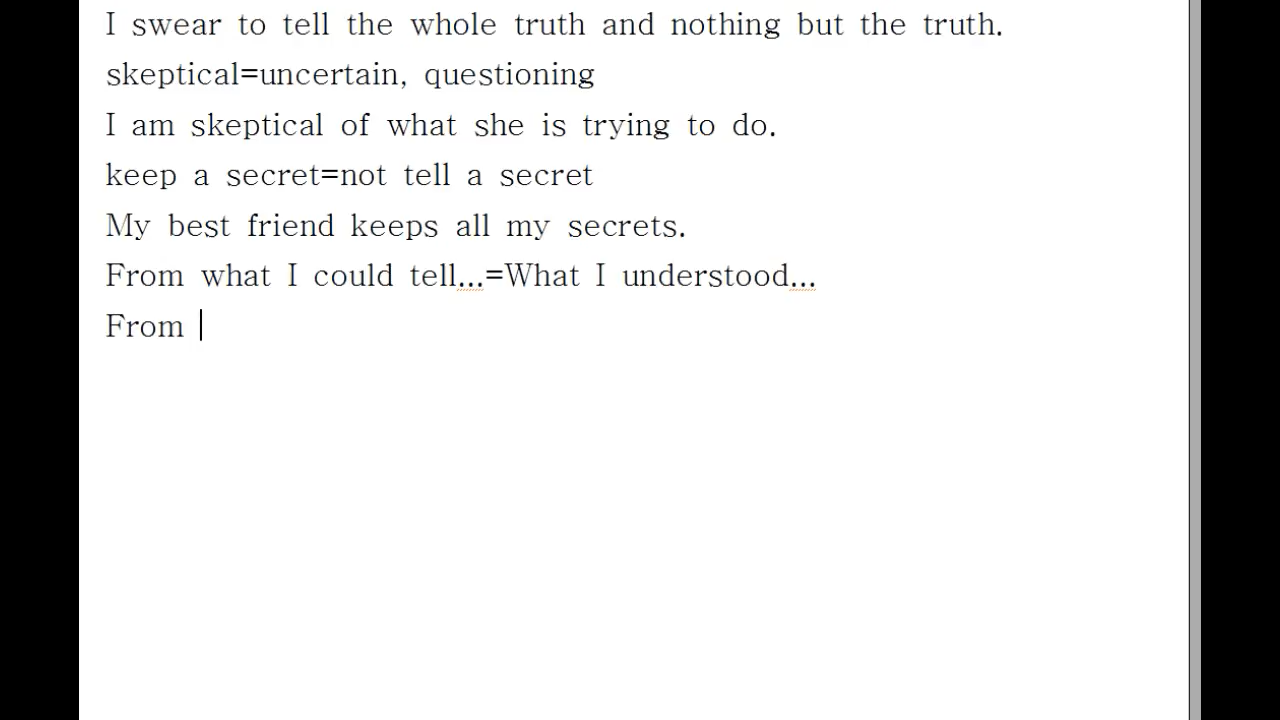 I swear to tell the whole truth and nothing but the truth.
skeptical=uncertain, questioning
I am skeptical of what she is trying to do.
keep a secret=not tell a secret
My best friend keeps all my secrets.
From what I could tell...=What I understood...
From